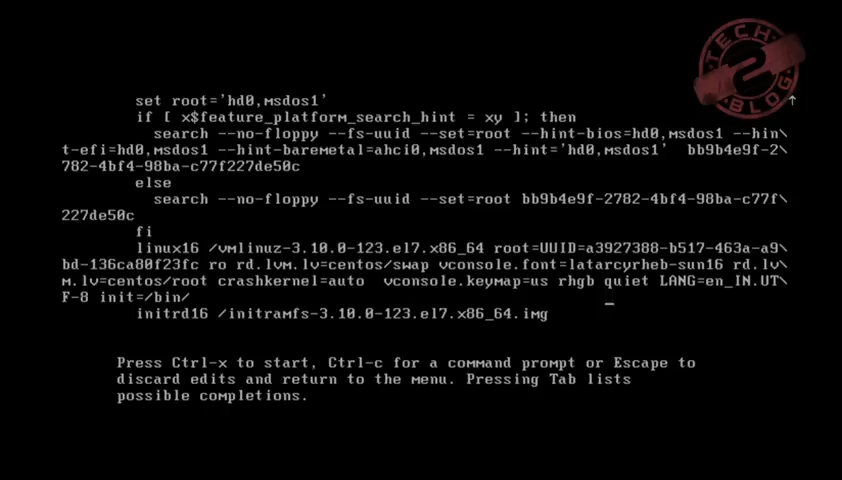 TECH
2
BLOG
set root='hd0,msdos1'
if [ x$feature_platform_search_hint = xy ]; then
search --no-floppy --fs-uuid --set=root --hint-bios=hd0,msdos1 --hin\
t-efi=hd0,msdos1 --hint-baremetal=ahci0,msdos1 --hint='hd0,msdos1'  bb9b4e9f-2\
782-4bf4-98ba-c77f227de50c
else
search --no-floppy --fs-uuid --set=root bb9b4e9f-2782-4bf4-98ba-c77f\
227de50c
fi
linux16 /vmlinuz-3.10.0-123.el7.x86_64 root=UUID=a3927388-b517-463a-a9\
bd-136ca80f23fc ro rd.lvm.lv=centos/swap vconsole.font=latarcyrheb-sun16 rd.lv\
m.lv=centos/root crashkernel=auto  vconsole.keymap=us rhgb quiet LANG=en_IN.UT\
F-8 init=/bin/
initrd16 /initramfs-3.10.0-123.el7.x86_64.img
Press Ctrl-x to start, Ctrl-c for a command prompt or Escape to
discard edits and return to the menu. Pressing Tab lists
possible completions.